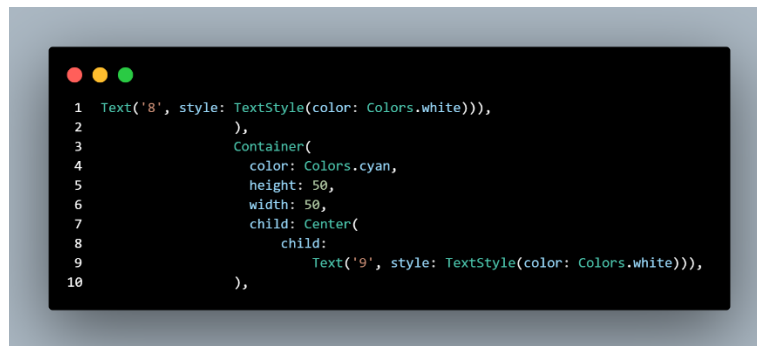 1 Text('8', style: TextStyle(color: Colors.white))),
2 ),
3 Container(
4 color: Colors.cyan,
5 height: 50,
6 width: 50,
7 child: Center(
8 child:
9 Text('9', style: TextStyle(color: Colors.white))),
10 ),